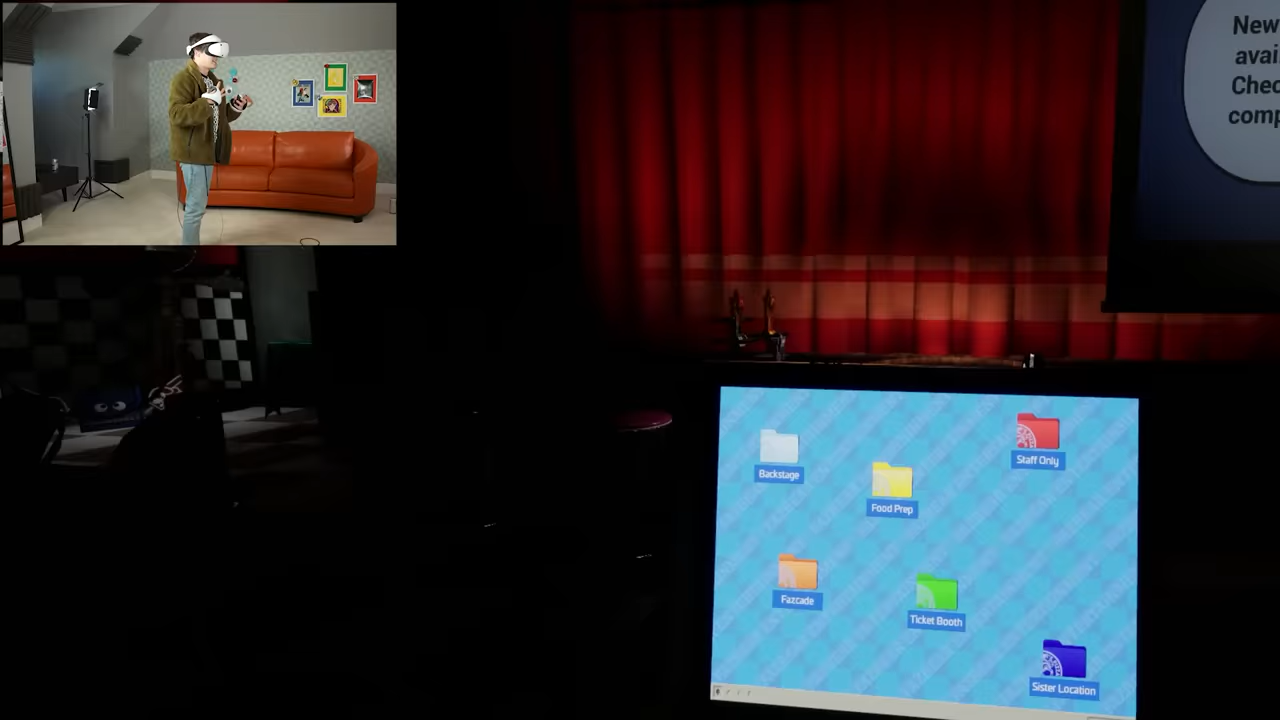 New
avai
Chec
comp
Staff Only
Backstage
Food Prep
Fazcade
Ticket Booth
Sister Location